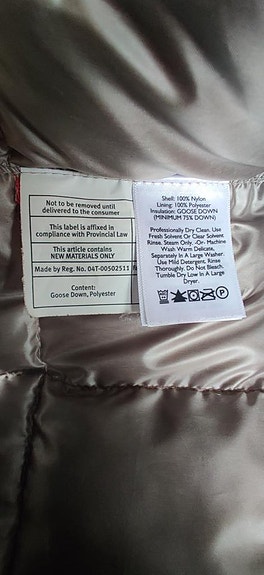 Not to be removed until
delivered to the consumer
This label is affixed in
compliance with Provincial Law
This article contains
NEW MATERIALS ONLY
Made by Reg. No. 04T-00502511
Content:
Goose Down, Polyester
Shell: 100% Nylon
Lining: 100% Polyester
Insulation: GOOSE DOWN
(MINIMUM 75% DOWN)
Professionally Dry Clean. Use
Fresh Solvent Or Clear Solvent
Rinse. Steam Only. -Or- Machine
Wash Warm Delicate,
Separately In A Large Washer.
Use Mild Detergent, Rinse
Thoroughly. Do Not Bleach.
Tumble Dry Low In A Large
Dryer.